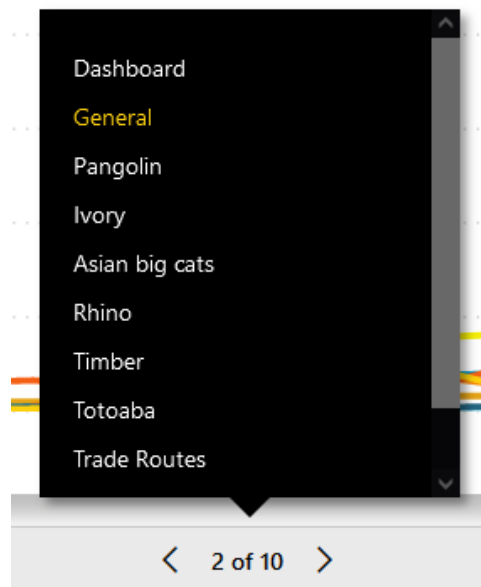 Dashboard
General
Pangolin
Ivory
Asian big cats
Rhino
Timber
Totoaba
Trade Routes
2 of 10